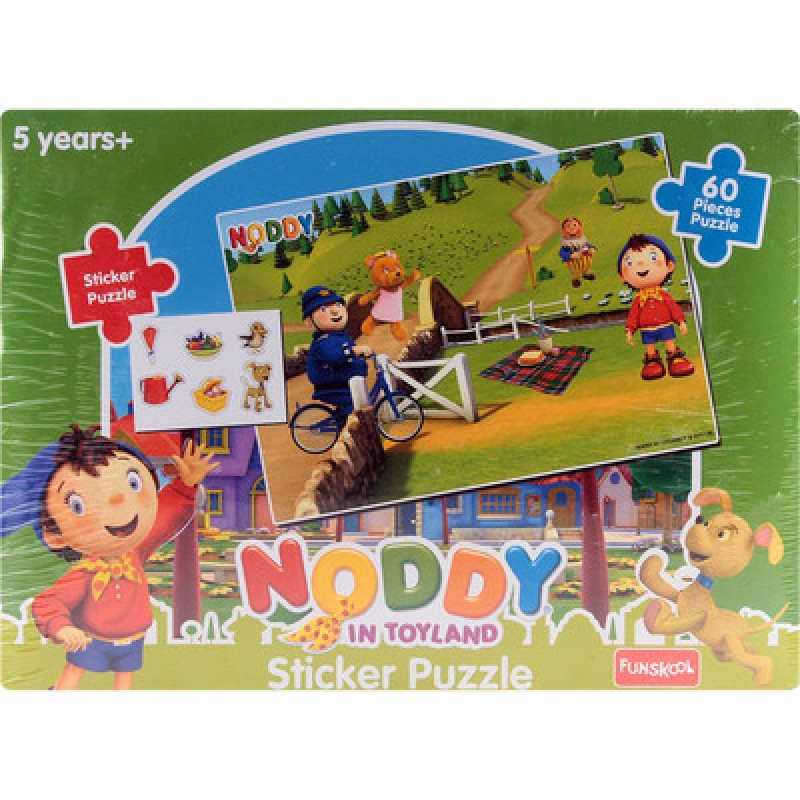 5 years+
60
Pieces
Puzzle
NODDY
Sticker
Puzzle
NODDY
IN TOYLAND
Sticker Puzzle
FUNSKOOL